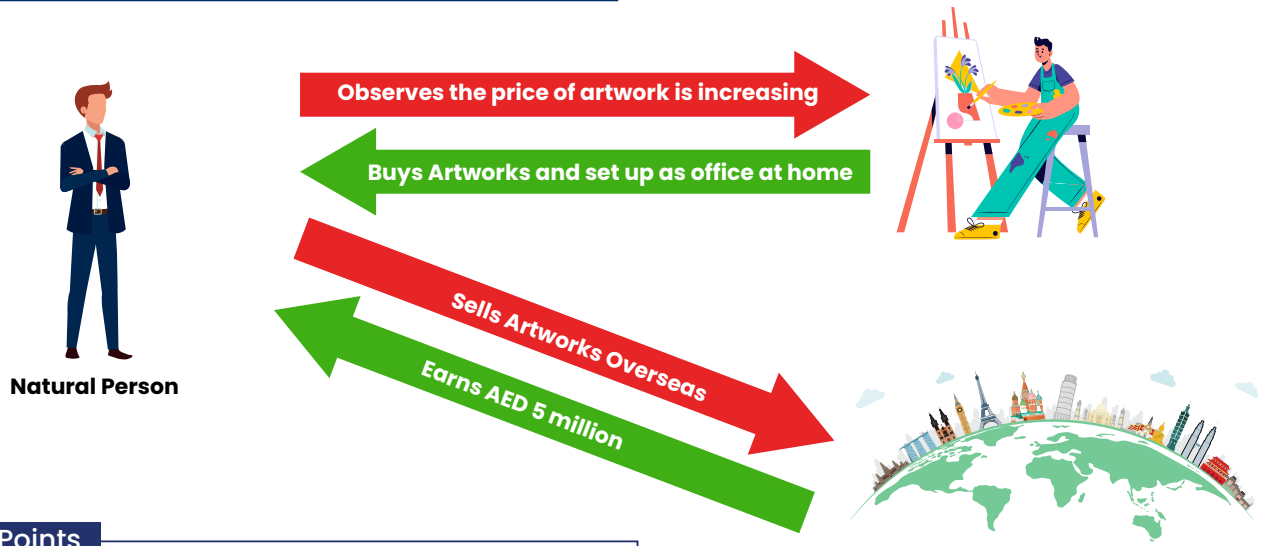 Observes the price of artwork is increasing
Buys Artworks and set up as office at home
Sells Artworks Overseas
Earns AED 5 million
Natural Person
Points